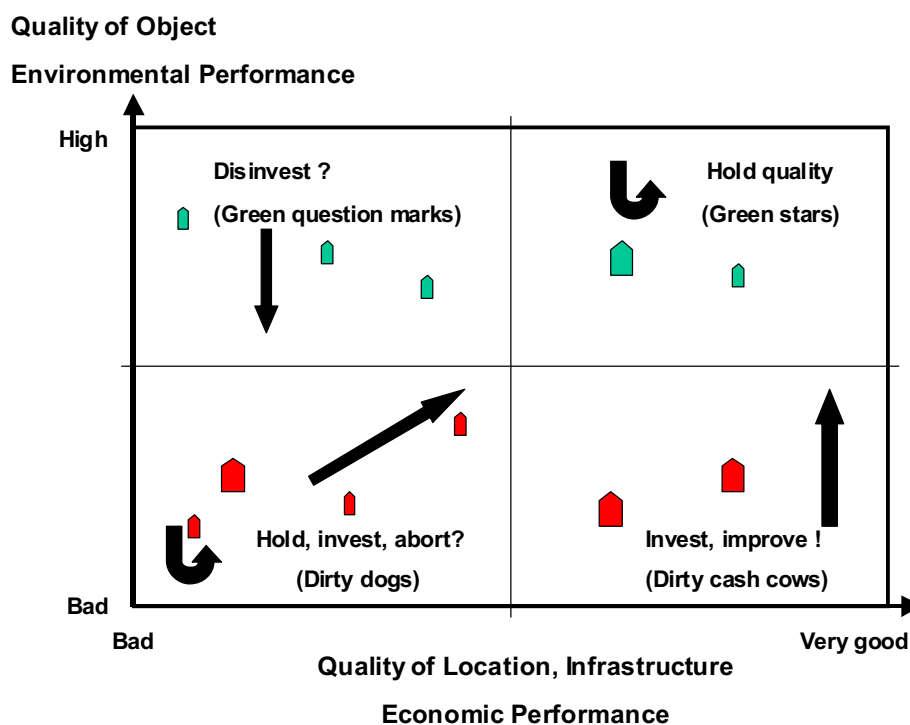 Quality of Object
Environmental Performance
High
Disinvest ?
(Green question marks)
Hold quality
(Green stars)
Hold, invest, abort?
(Dirty dogs)
Invest, improve !
(Dirty cash cows)
Bad
Bad
Very good
Quality of Location, Infrastructure
Economic Performance